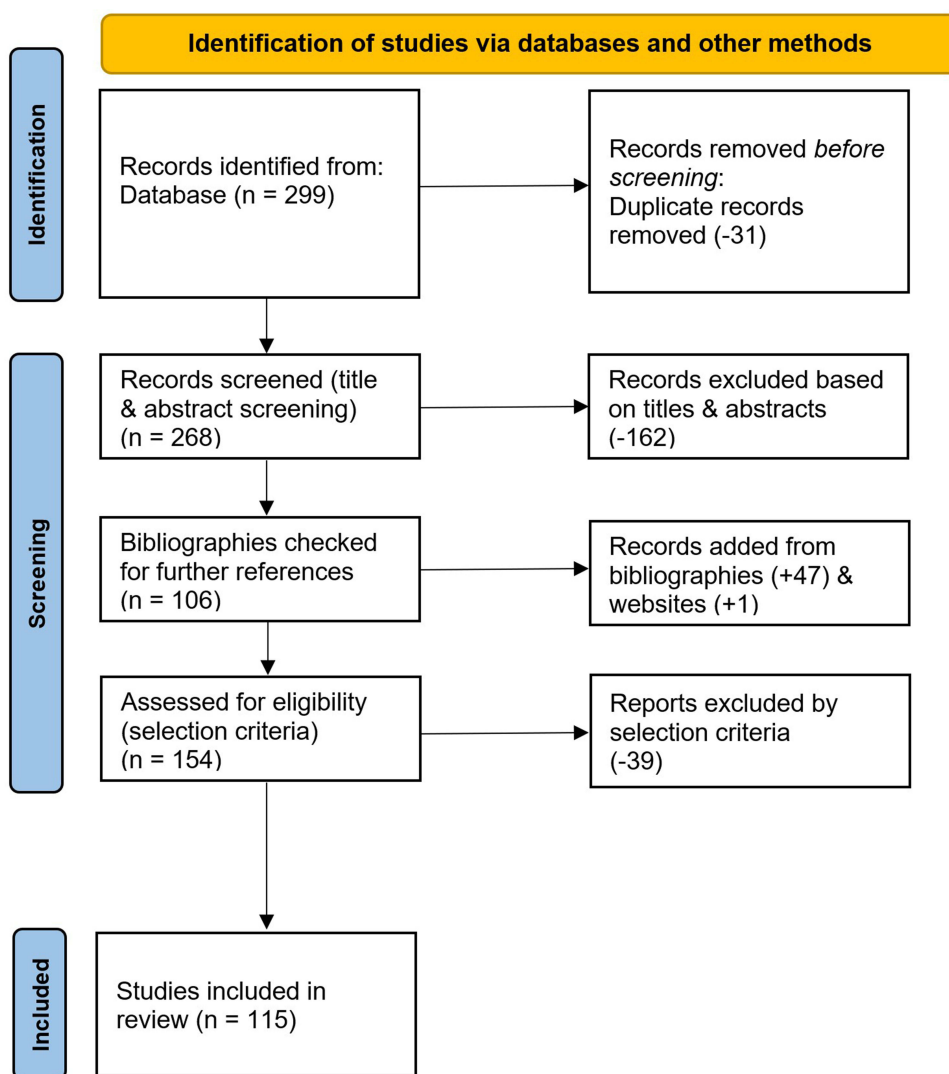 Identification of studies via databases and other methods
Identification
Records identified from:
Database (n = 299)
Records removed before
screening:
Duplicate records
removed (-31)
Screening
Records screened (title
& abstract screening)
(n = 268)
Records excluded based
on titles & abstracts
(-162)
Bibliographies checked
for further references
(n = 106)
Records added from
bibliographies (+47) &
websites (+1)
Assessed for eligibility
(selection criteria)
(n = 154)
Reports excluded by
selection criteria
(-39)
Included
Studies included in
review (n = 115)